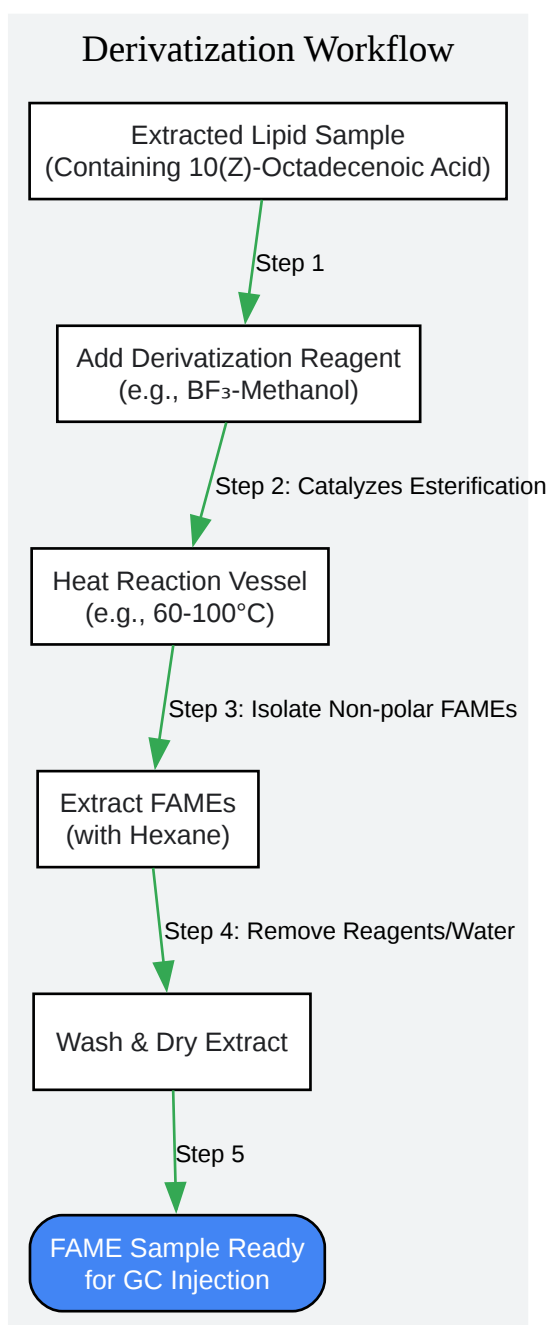 Derivatization Workflow
Extracted Lipid Sample
(Containing 10(Z)-Octadecenoic Acid)
Step 1
Add Derivatization Reagent
(e.g., BF₃-Methanol)
Step 2: Catalyzes Esterification
Heat Reaction Vessel
(e.g., 60-100°C)
Step 3: Isolate Non-polar FAMEs
Extract FAMEs
(with Hexane)
Step 4: Remove Reagents/Water
Wash & Dry Extract
Step 5
FAME Sample Ready
for GC Injection